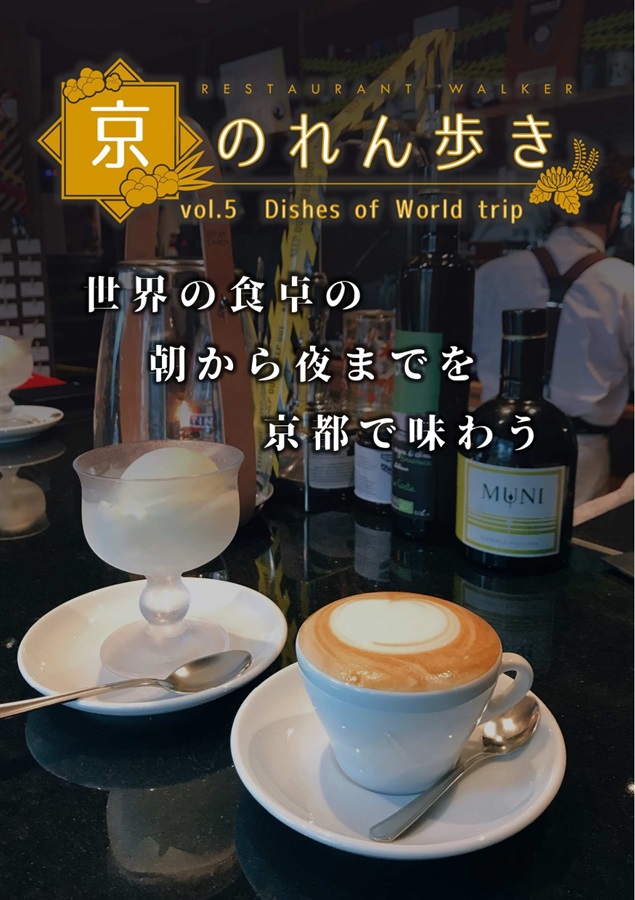 RESTAURANT WALKER
京のれん歩き
vol.5 Dishes of World trip
世界の食卓の
朝から夜までを
京都で味わう
MUNI